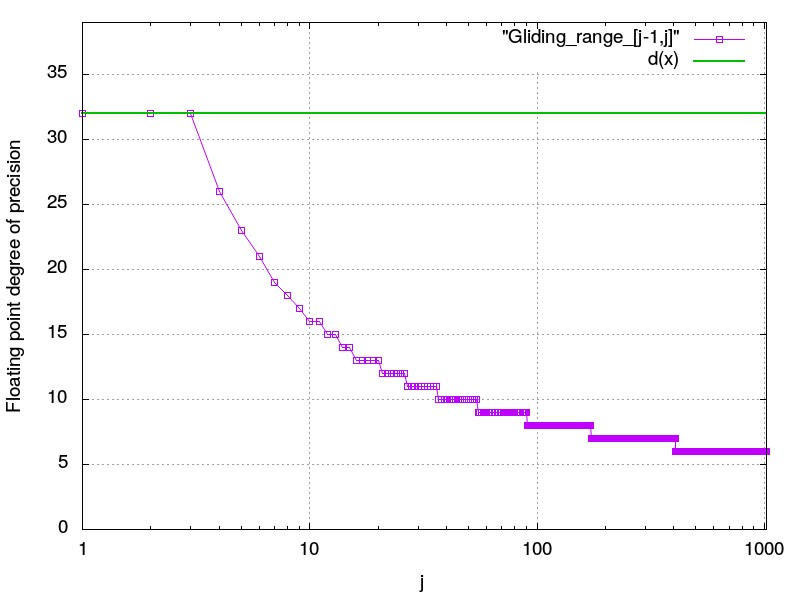 "Gliding_range_[j-1,j]"
d(x)
Floating point degree of precision
35
30
25
20
15
10
5
0
1 10 100 1000
j